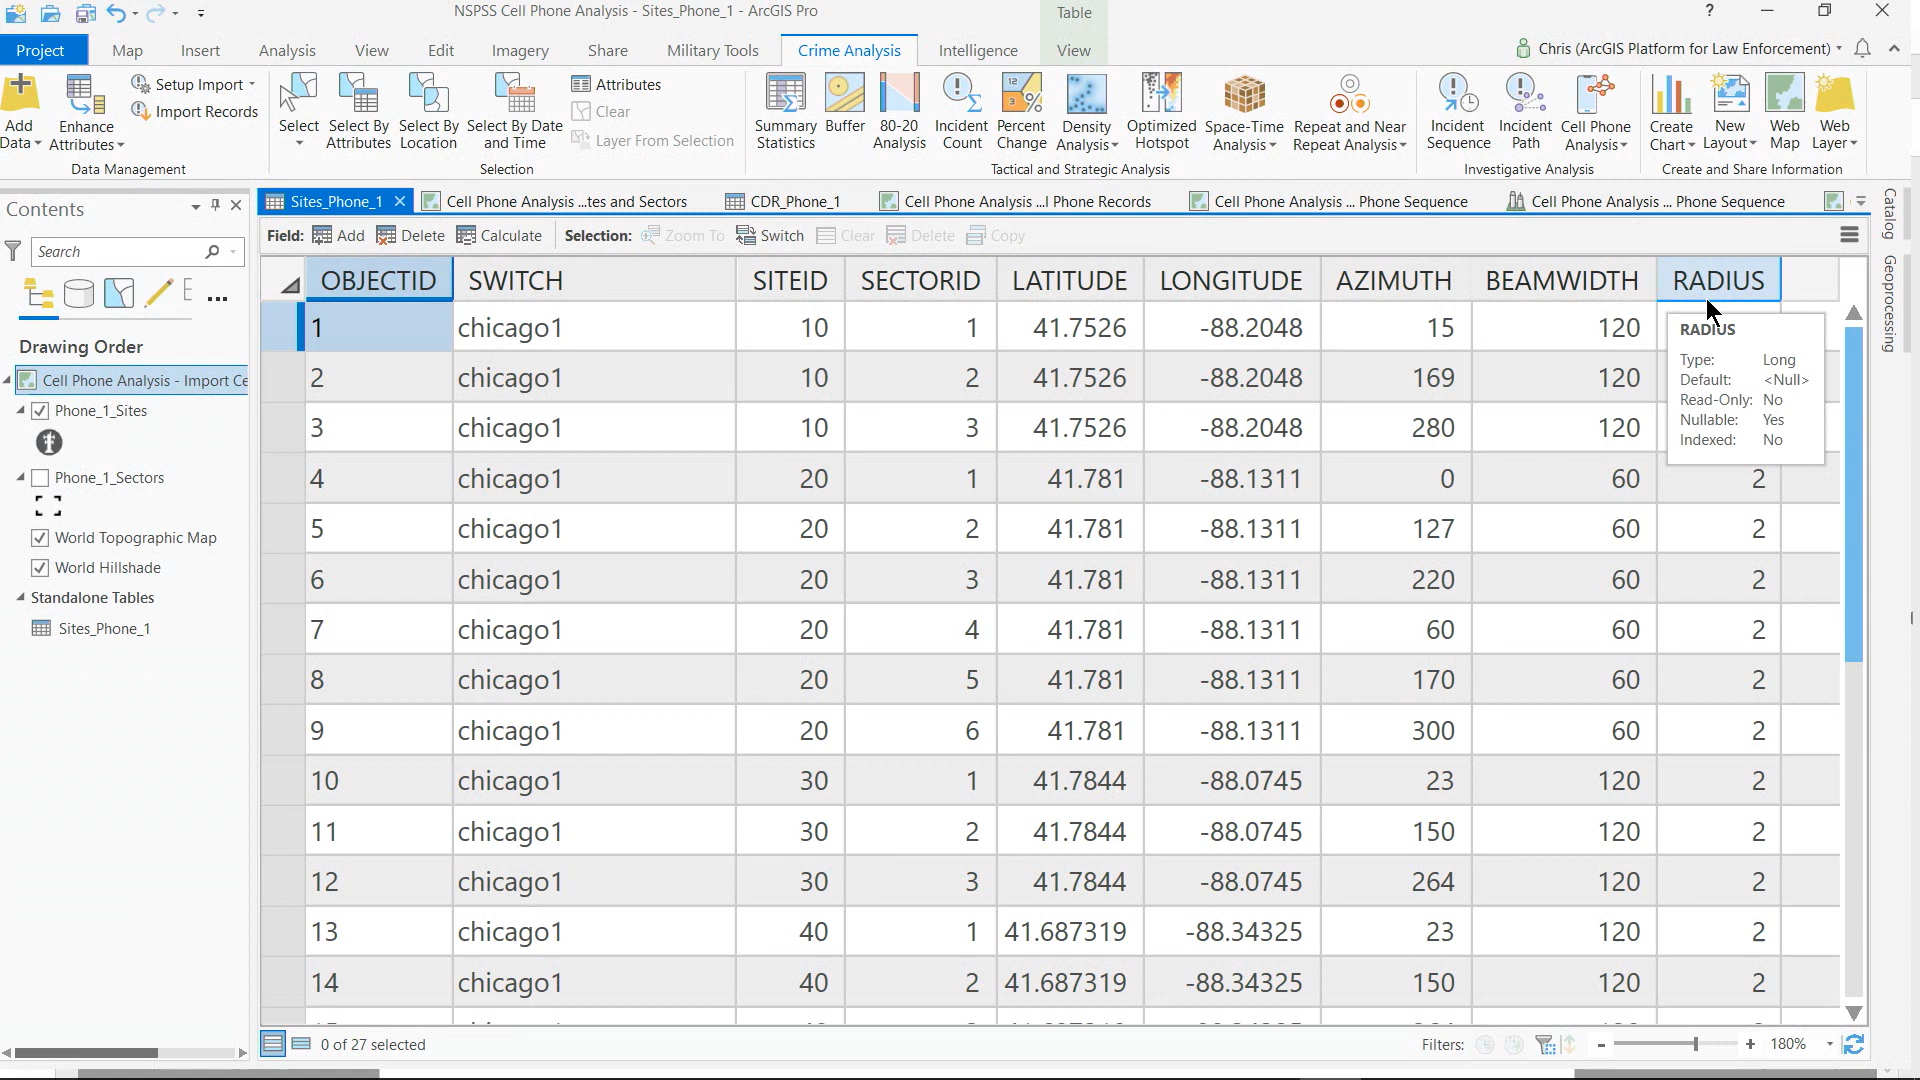 NSPSS Cell Phone Analysis - Sites_Phone_1 - ArcGIS Pro
Table
?
Project Map Insert Analysis View Edit Imagery Share Military Tools Crime Analysis Intelligence View
Chris (ArcGIS Platform for Law Enforcement)
Add Data
Enhance Attributes
Setup Import
Import Records
Data Management
Select
Select By Attributes
Select By Location
Select By Date and Time
Attributes
Clear
Layer From Selection
Selection
Summary Statistics
Buffer
80-20 Analysis
Incident Count
Percent Change
Density Analysis
Optimized Hotspot
Space-Time Analysis
Repeat and Near Repeat Analysis
Tactical and Strategic Analysis
Incident Sequence
Incident Path
Cell Phone Analysis
Investigative Analysis
Create Chart
New Layout
Web Map
Web Layer
Create and Share Information
Contents
Search
Drawing Order
Cell Phone Analysis - Import Ce
Phone_1_Sites
Phone_1_Sectors
World Topographic Map
World Hillshade
Standalone Tables
Sites_Phone_1
Sites_Phone_1
Cell Phone Analysis ...tes and Sectors
CDR_Phone_1
Cell Phone Analysis ...l Phone Records
Cell Phone Analysis ... Phone Sequence
Cell Phone Analysis ... Phone Sequence
Catalog
Geoprocessing
Field: Add Delete Calculate Selection: Zoom To Switch Clear Delete Copy
OBJECTID SWITCH SITEID SECTORID LATITUDE LONGITUDE AZIMUTH BEAMWIDTH RADIUS
1 chicago1 10 1 41.7526 -88.2048 15 120
2 chicago1 10 2 41.7526 -88.2048 169 120
3 chicago1 10 3 41.7526 -88.2048 280 120
4 chicago1 20 1 41.781 -88.1311 0 60 2
5 chicago1 20 2 41.781 -88.1311 127 60 2
6 chicago1 20 3 41.781 -88.1311 220 60 2
7 chicago1 20 4 41.781 -88.1311 60 60 2
8 chicago1 20 5 41.781 -88.1311 170 60 2
9 chicago1 20 6 41.781 -88.1311 300 60 2
10 chicago1 30 1 41.7844 -88.0745 23 120 2
11 chicago1 30 2 41.7844 -88.0745 150 120 2
12 chicago1 30 3 41.7844 -88.0745 264 120 2
13 chicago1 40 1 41.687319 -88.34325 23 120 2
14 chicago1 40 2 41.687319 -88.34325 150 120 2
RADIUS
Type: Long
Default: <Null>
Read-Only: No
Nullable: Yes
Indexed: No
0 of 27 selected
Filters:
- + 180%